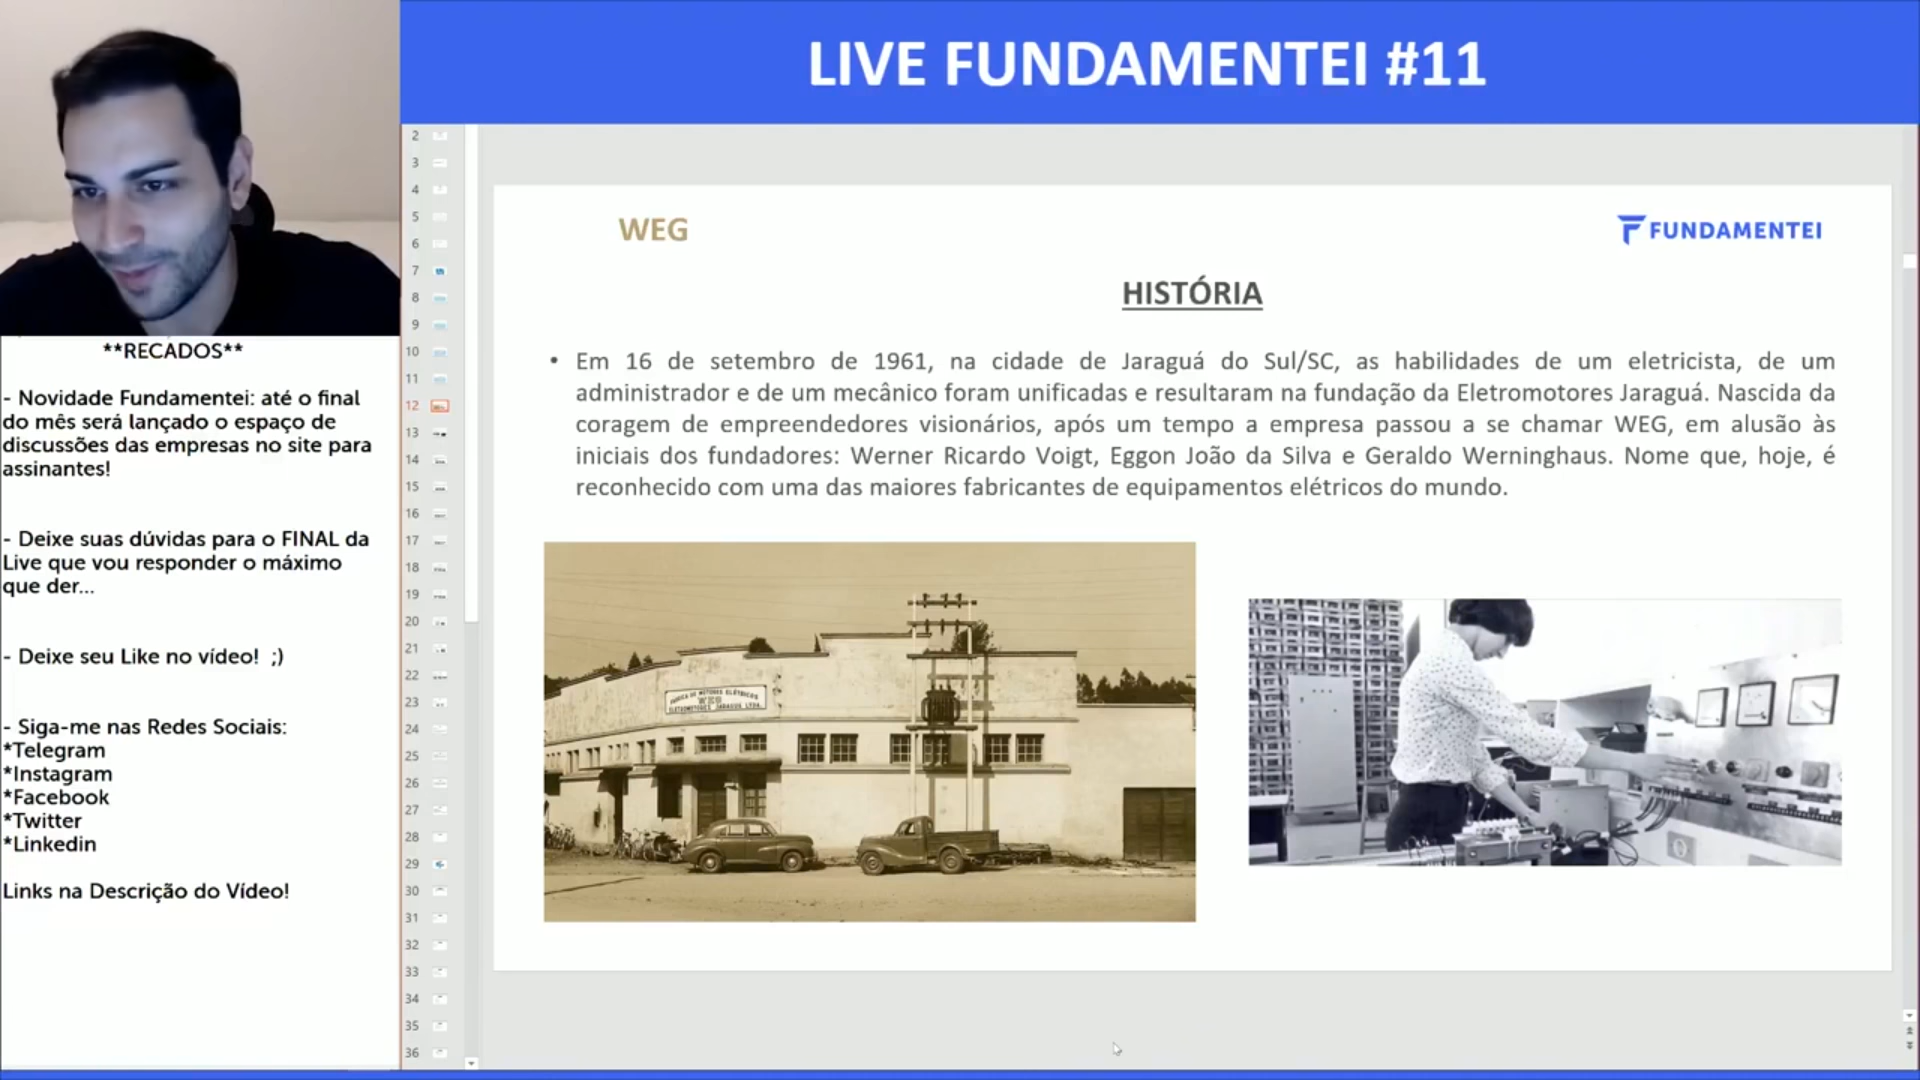 LIVE FUNDAMENTEI #11
**RECADOS**
- Novidade Fundamentei: até o final
do mês será lançado o espaço de
discussões das empresas no site para
assinantes!
- Deixe suas dúvidas para o FINAL da
Live que vou responder o máximo
que der...
- Deixe seu Like no vídeo!  ;)
- Siga-me nas Redes Sociais:
*Telegram
*Instagram
*Facebook
*Twitter
*Linkedin
Links na Descrição do Vídeo!
2
3
4
5
6
7
8
9
10
11
12
13
14
15
16
17
18
19
20
21
22
23
24
25
26
27
28
29
30
31
32
33
34
35
36
WEG
FUNDAMENTEI
HISTÓRIA
• Em 16 de setembro de 1961, na cidade de Jaraguá do Sul/SC, as habilidades de um eletricista, de um
administrador e de um mecânico foram unificadas e resultaram na fundação da Eletromotores Jaraguá. Nascida da
coragem de empreendedores visionários, após um tempo a empresa passou a se chamar WEG, em alusão às
iniciais dos fundadores: Werner Ricardo Voigt, Eggon João da Silva e Geraldo Werninghaus. Nome que, hoje, é
reconhecido com uma das maiores fabricantes de equipamentos elétricos do mundo.
FÁBRICA DE MOTORES ELÉTRICOS
WEG
ELETROMOTORES JARAGUÁ LTDA.